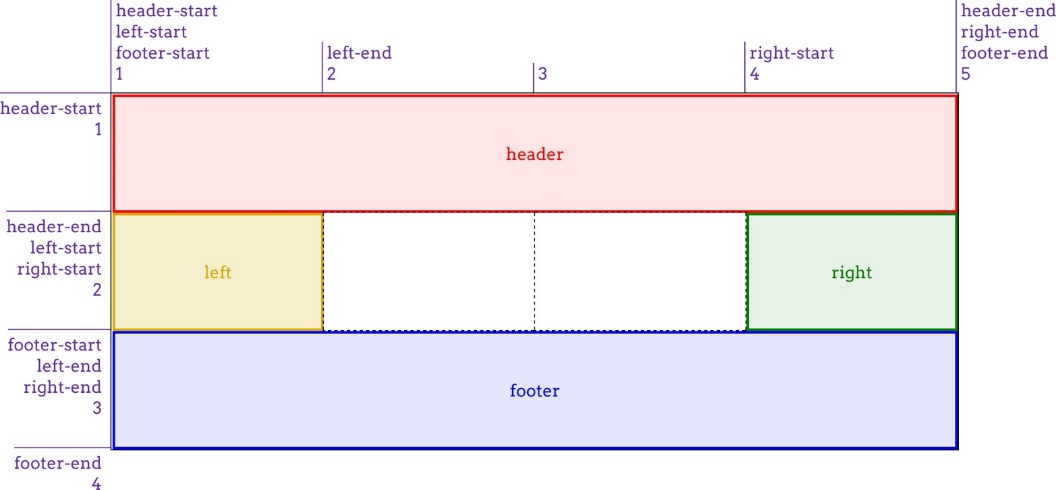 header-start
left-start
footer-start
1
left-end
2
3
right-start
4
header-end
right-end
footer-end
5
header-start
1
header
header-end
left-start
right-start
2
left
right
footer-start
left-end
right-end
3
footer
footer-end
4